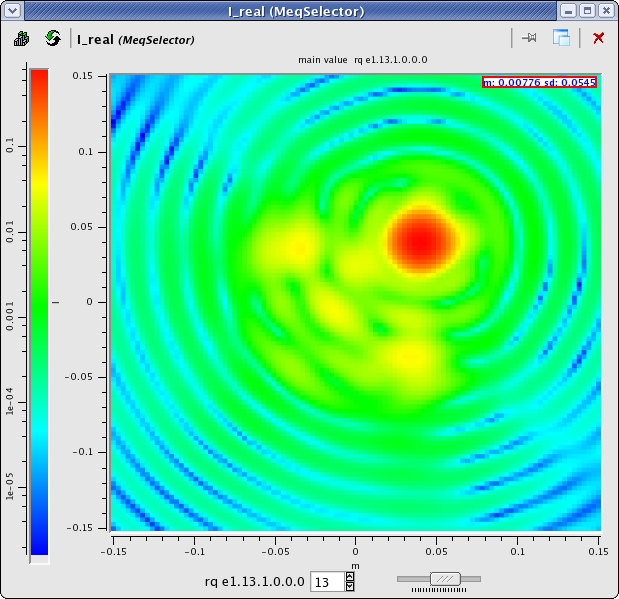 I_real (MeqSelector)
I_real (MeqSelector)
main value rq e1.13.1.0.0.0
m: 0.00776 sd: 0.0545
0.15
0.1
0.05
0
-0.05
-0.1
-0.15
0.1
0.01
0.001
1e-04
1e-05
l
-0.15 -0.1 -0.05 0 0.05 0.1 0.15
m
rq e1.13.1.0.0.0 13